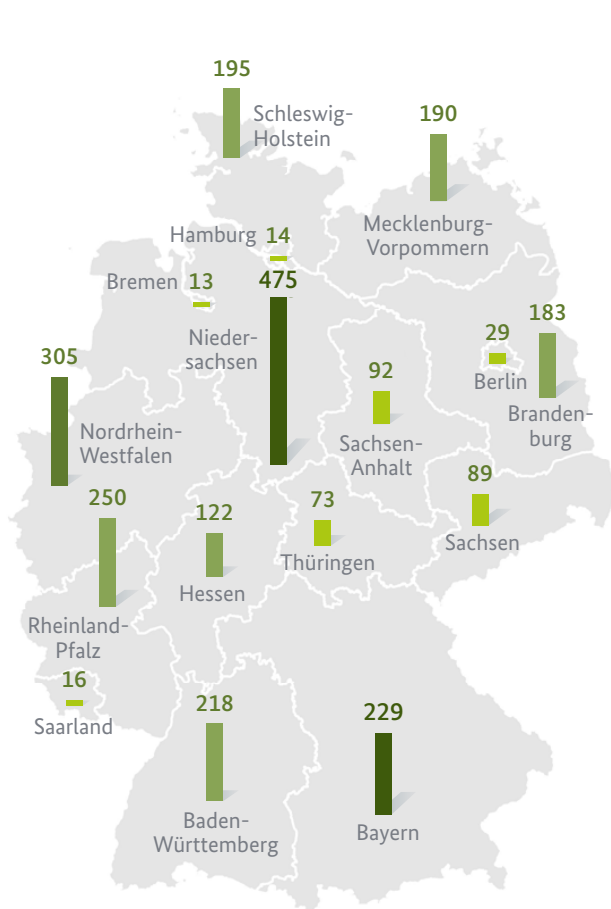 195
Schleswig-
Holstein
190
Mecklenburg-
Vorpommern
Hamburg 14
Bremen 13
475
Nieder-
sachsen
183
29
Berlin
Branden-
burg
305
Nordrhein-
Westfalen
92
Sachsen-
Anhalt
89
Sachsen
250
Rheinland-
Pfalz
122
Hessen
73
Thüringen
16
Saarland
218
Baden-
Württemberg
229
Bayern